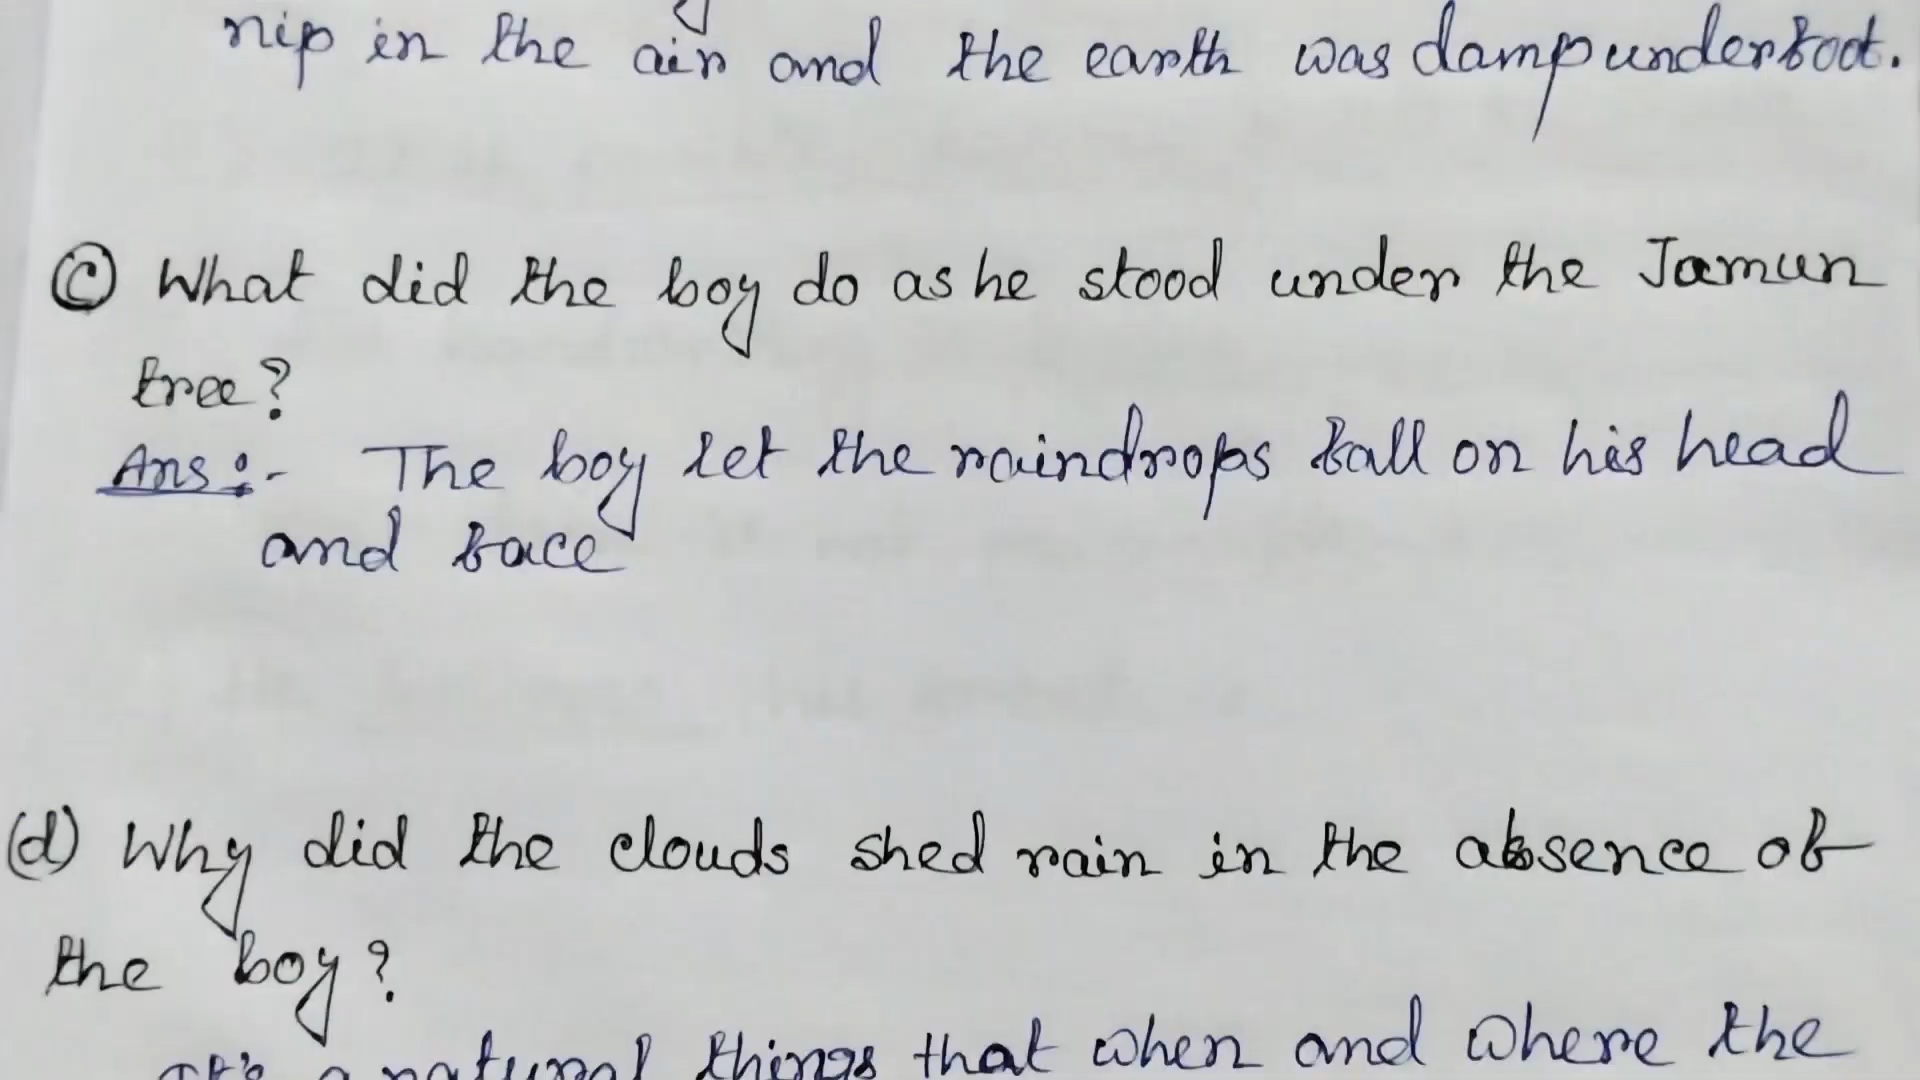 nip in the air and the earth was damp underfoot.
© What did the boy do as he stood under the Jamun
tree?
Ans:- The boy let the raindrops fall on his head
and face
(d) Why did the clouds shed rain in the absence of
the boy?
It's a natural things that when and where the